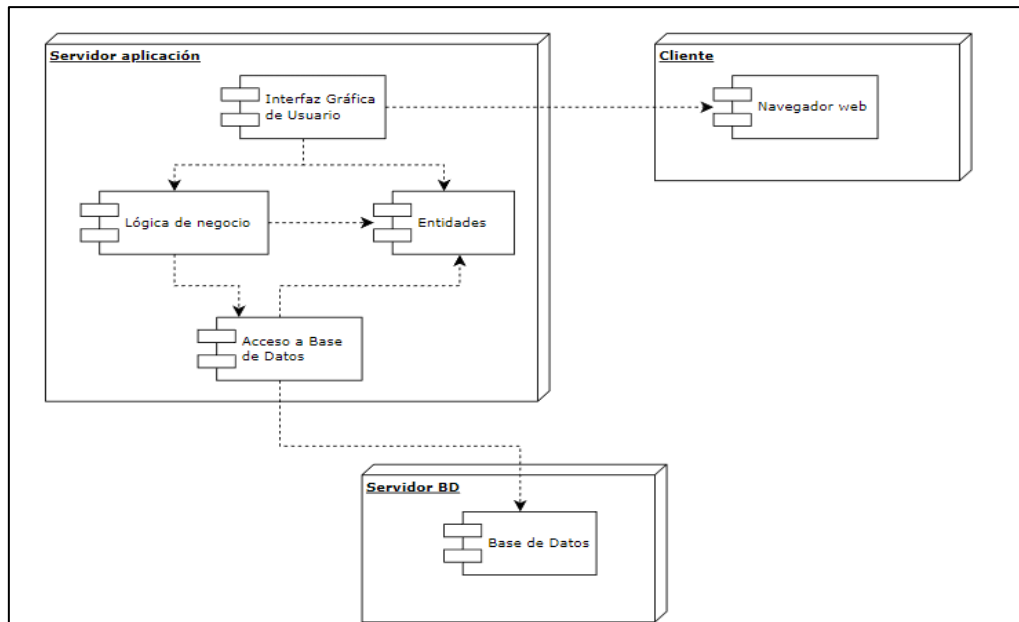 Servidor aplicación
Interfaz Gráfica
de Usuario
Lógica de negocio
Entidades
Acceso a Base
de Datos
Cliente
Navegador web
Servidor BD
Base de Datos